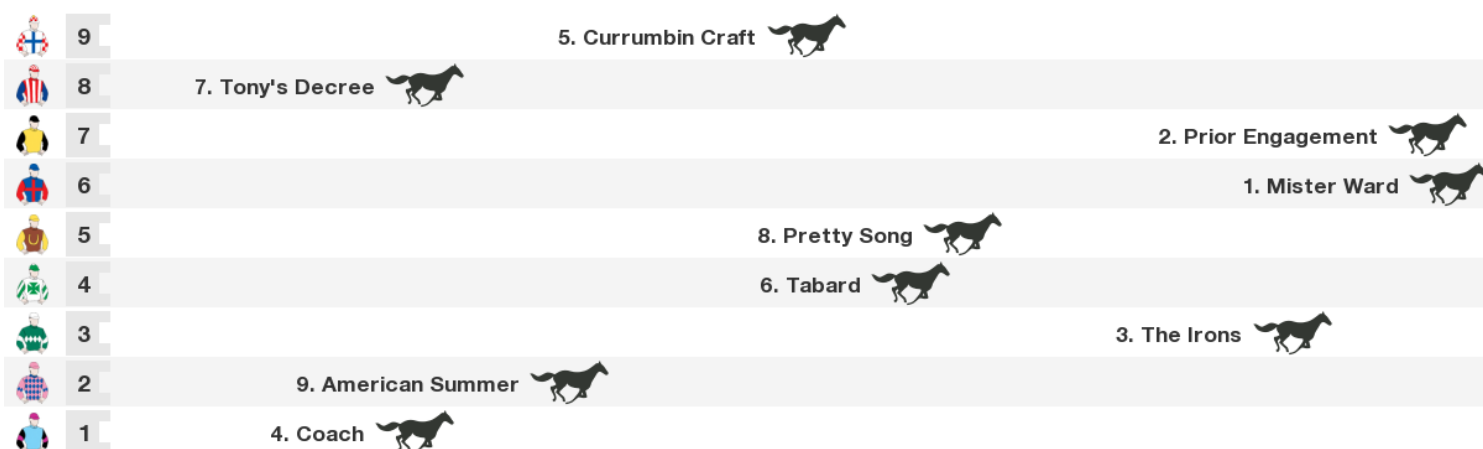 9 5. Currumbin Craft
8 7. Tony's Decree
7 2. Prior Engagement
6 1. Mister Ward
5 8. Pretty Song
4 6. Tabard
3 3. The Irons
2 9. American Summer
1 4. Coach